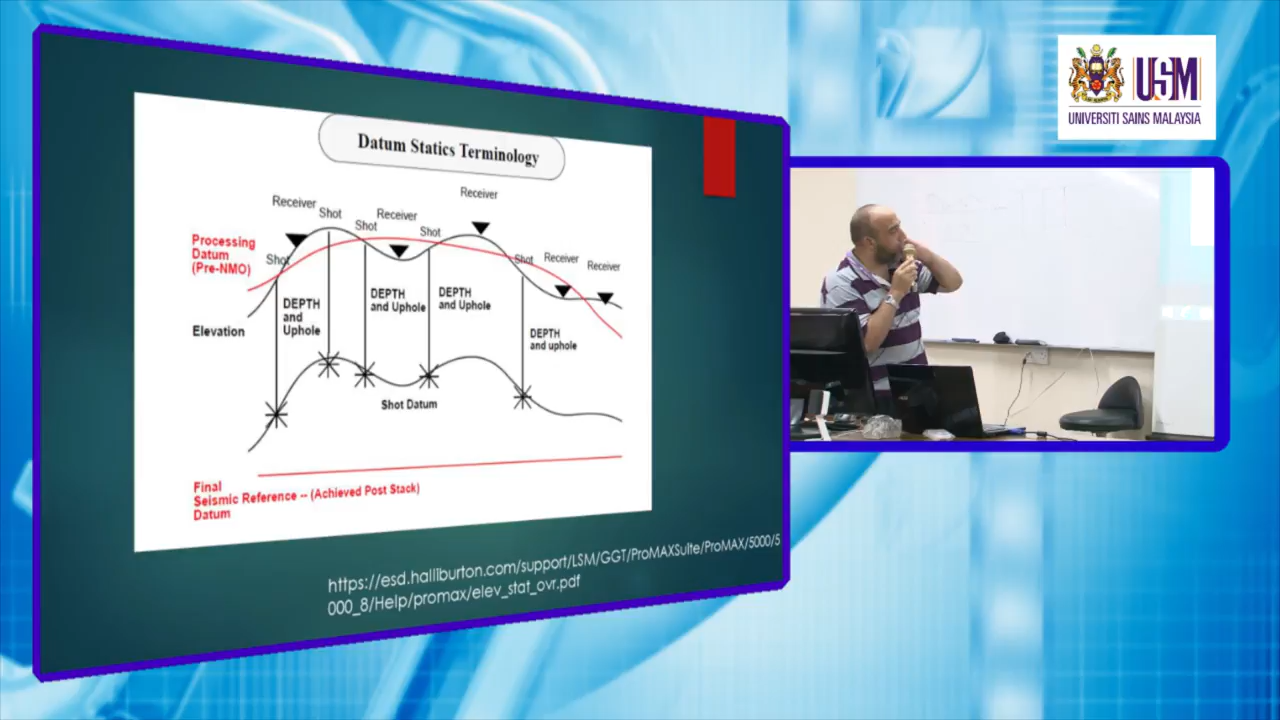 Datum Statics Terminology
Receiver
Receiver
Shot
Receiver
Shot
Shot
Processing
Datum
(Pre-NMO)
Shot
Shot
Receiver
Receiver
DEPTH
and
Uphole
DEPTH
and Uphole
DEPTH
and Uphole
Elevation
DEPTH
and uphole
Shot Datum
Final
Seismic Reference -- (Achieved Post Stack)
Datum
https://esd.halliburton.com/support/LSM/GGT/ProMAXSuite/ProMAX/5000/5
000_8/Help/promax/elev_stat_ovr.pdf
USM
UNIVERSITI SAINS MALAYSIA